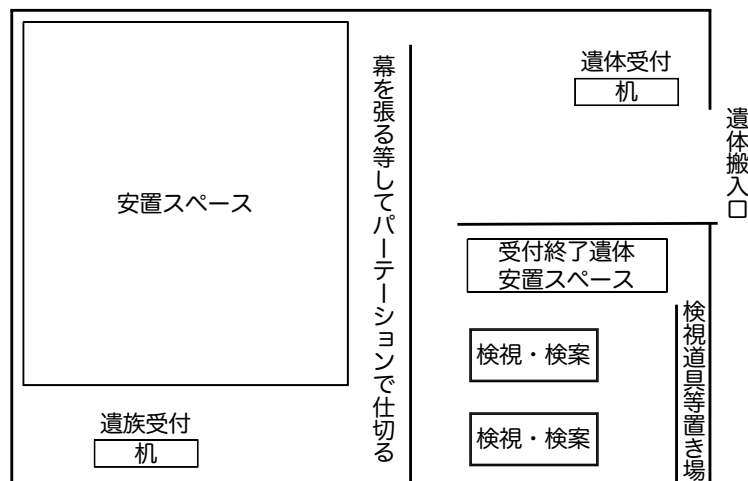 安置スペース
遺族受付
机
幕を張る等してパーテーションで仕切る
遺体受付
机
遺体搬入口
受付終了遺体
安置スペース
検視・検案
検視・検案
検視道具等置き場